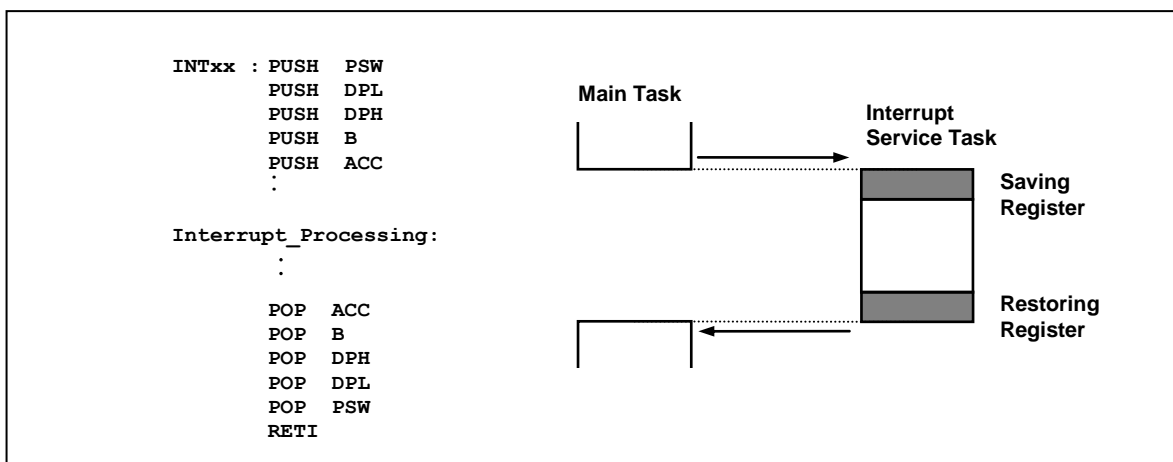 INTxx : PUSH PSW
PUSH DPL
PUSH DPH
PUSH B
PUSH ACC
:
Interrupt_Processing:
:
POP ACC
POP B
POP DPH
POP DPL
POP PSW
RETI
Main Task
Interrupt
Service Task
Saving
Register
Restoring
Register